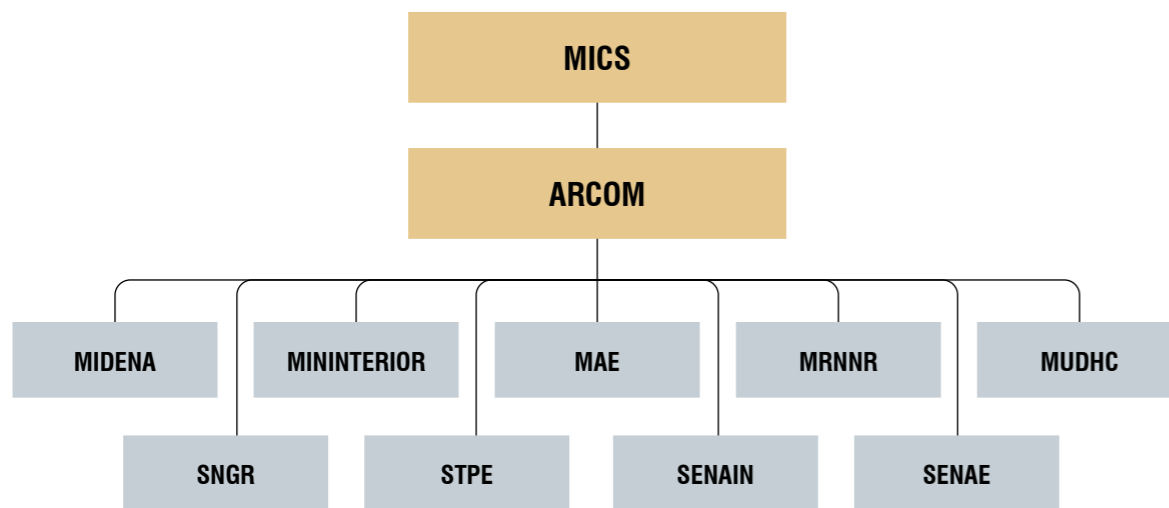 MICS
ARCOM
MIDENA
MININTERIOR
MAE
MRNNR
MUDHC
SNGR
STPE
SENAIN
SENAE